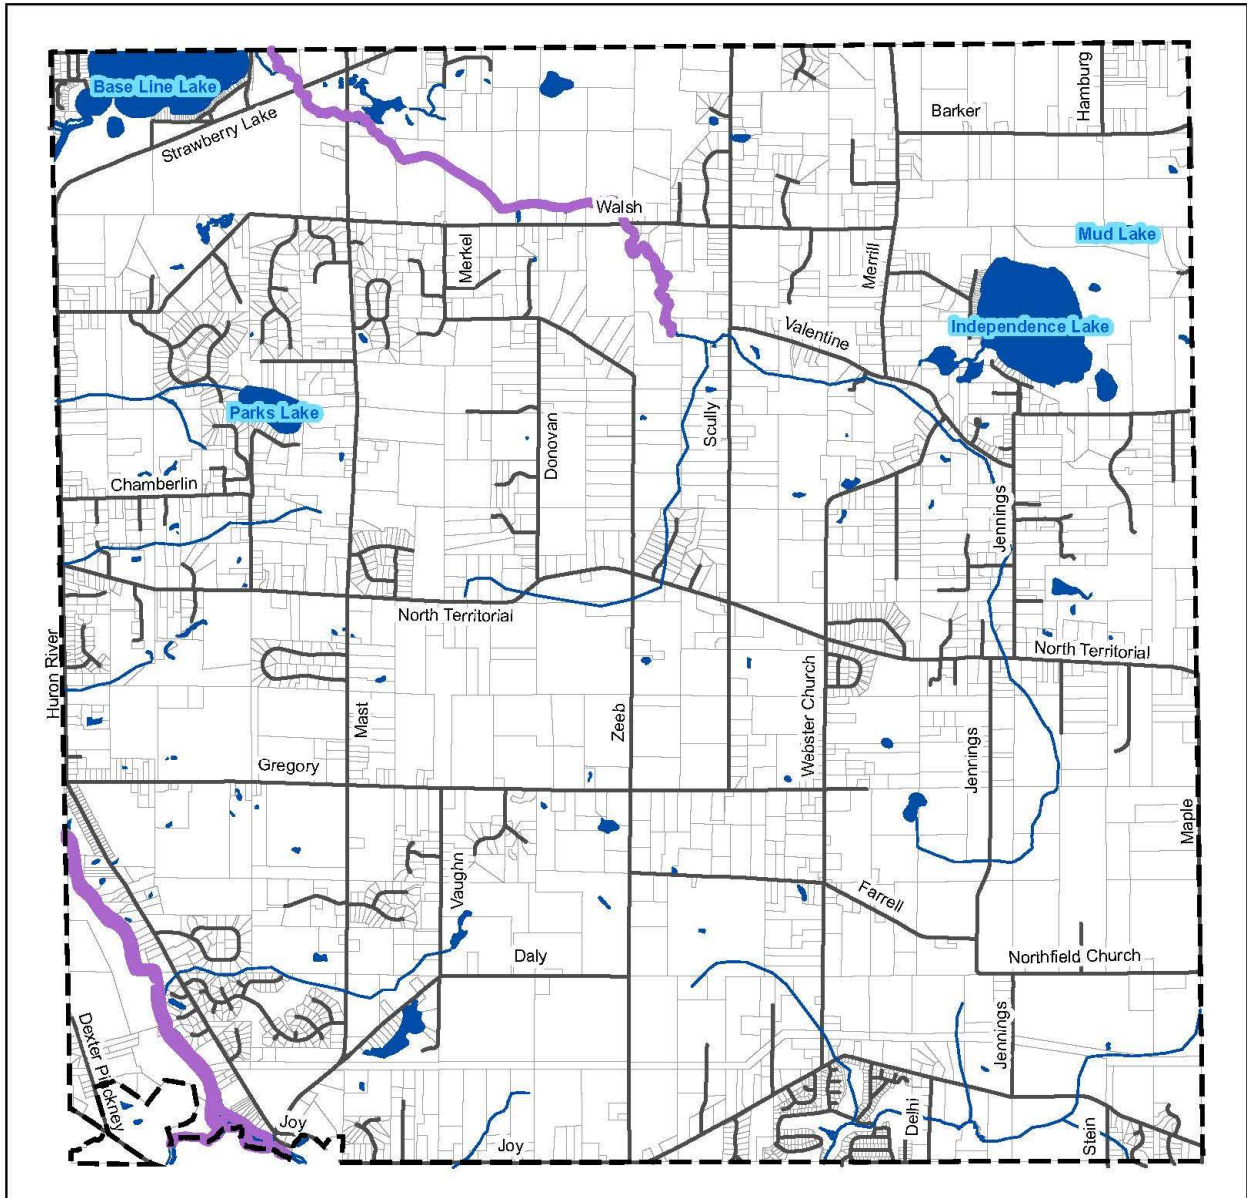 Base Line Lake
Hamburg
Barker
Strawberry Lake
Walsh
Mud Lake
Merkel
Merrill
Independence Lake
Valentine
Parks Lake
Scully
Donovan
Chamberlin
Jennings
North Territorial
North Territorial
Huron River
Webster Church
Mast
Zeeb
Jennings
Gregory
Maple
Vaughn
Farrell
Daly
Northfield Church
Jennings
Dexter Pinckney
Joy
Delhi
Stein
Joy